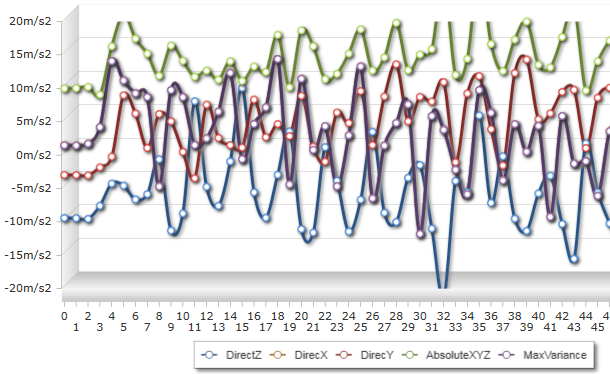 20m/s2
15m/s2
10m/s2
5m/s2
0m/s2
-5m/s2
-10m/s2
-15m/s2
-20m/s2
0 2 4 6 8 10 12 14 16 18 20 22 24 26 28 30 32 34 36 38 40 42 44 4
1 3 5 7 9 11 13 15 17 19 21 23 25 27 29 31 33 35 37 39 41 43 45
DirectZ DirecX DirecY AbsoluteXYZ MaxVariance